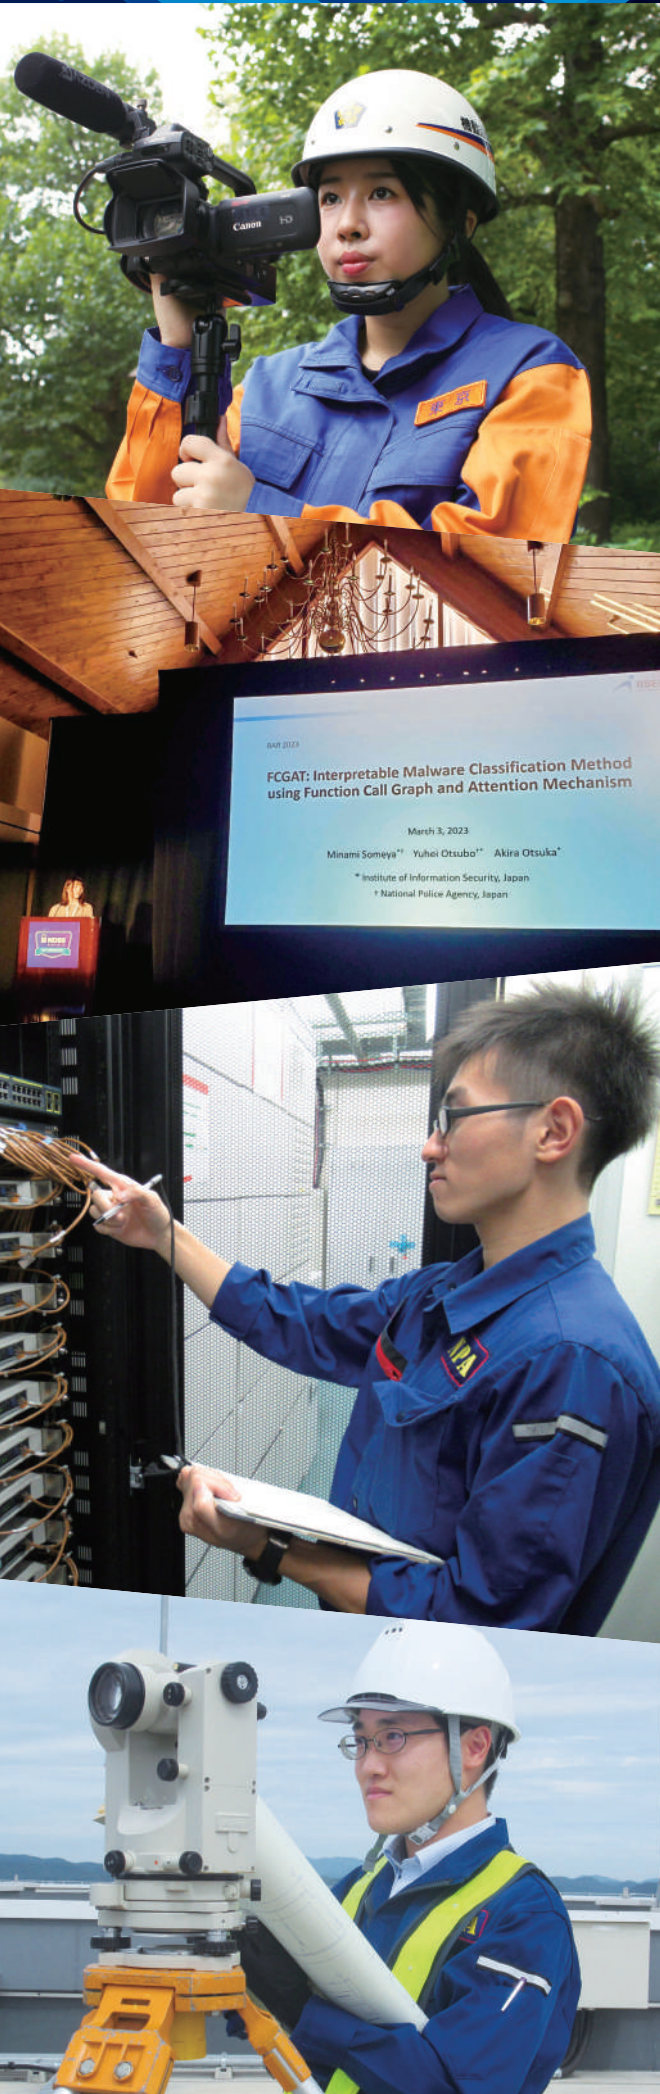 Canon
HD
東京
BAR 2023
FCGAT: Interpretable Malware Classification Method
using Function Call Graph and Attention Mechanism
March 3, 2023
Minami Someya*† Yuhei Otsubo†* Akira Otsuka*
* Institute of Information Security, Japan
† National Police Agency, Japan
NDSS
NPA